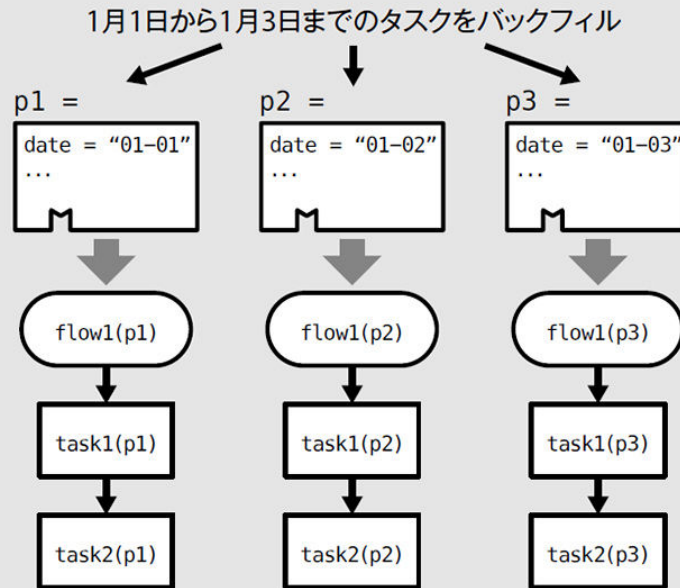 1月1日から1月3日までのタスクをバックフィル
p1 =
p2 =
p3 =
date = “01–01”
...
date = “01–02”
...
date = “01–03”
...
flow1(p1)
flow1(p2)
flow1(p3)
task1(p1)
task1(p2)
task1(p3)
task2(p1)
task2(p2)
task2(p3)